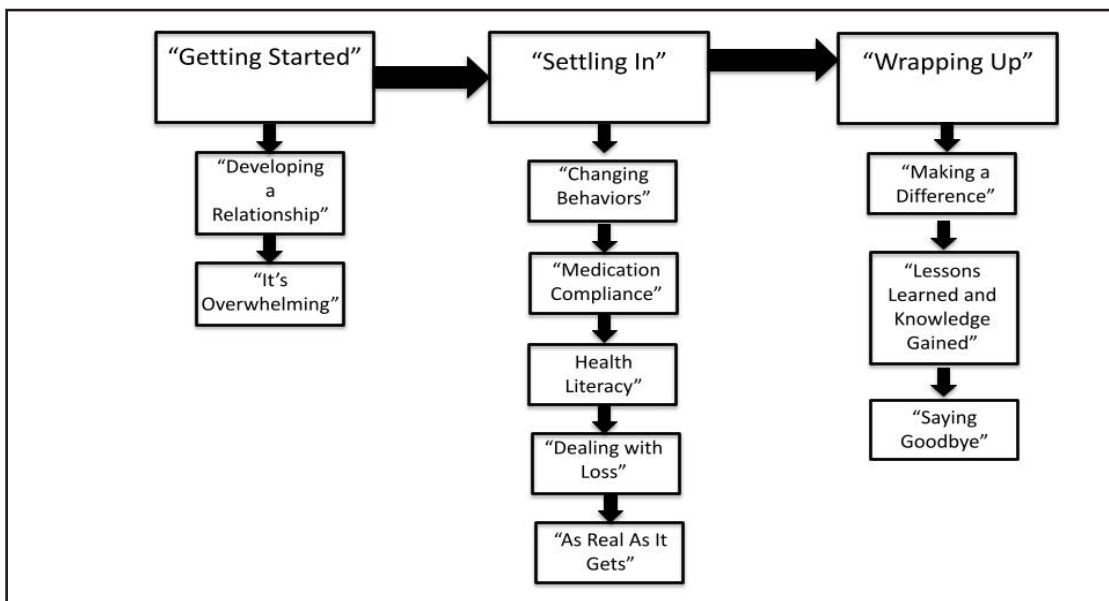 “Getting Started”
“Developing
a
Relationship”
“It’s
Overwhelming”
“Settling In”
“Changing
Behaviors”
“Medication
Compliance”
Health
Literacy”
“Dealing with
Loss”
“As Real As It
Gets”
“Wrapping Up”
“Making a
Difference”
“Lessons
Learned and
Knowledge
Gained”
“Saying
Goodbye”